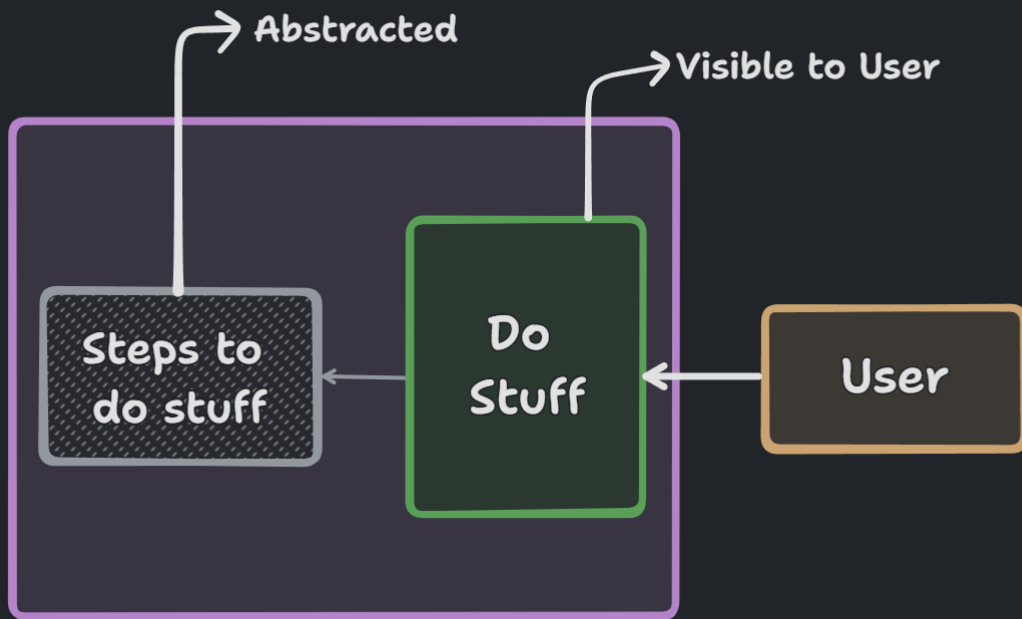 Abstracted
Visible to User
Steps to
do stuff
Do
Stuff
User